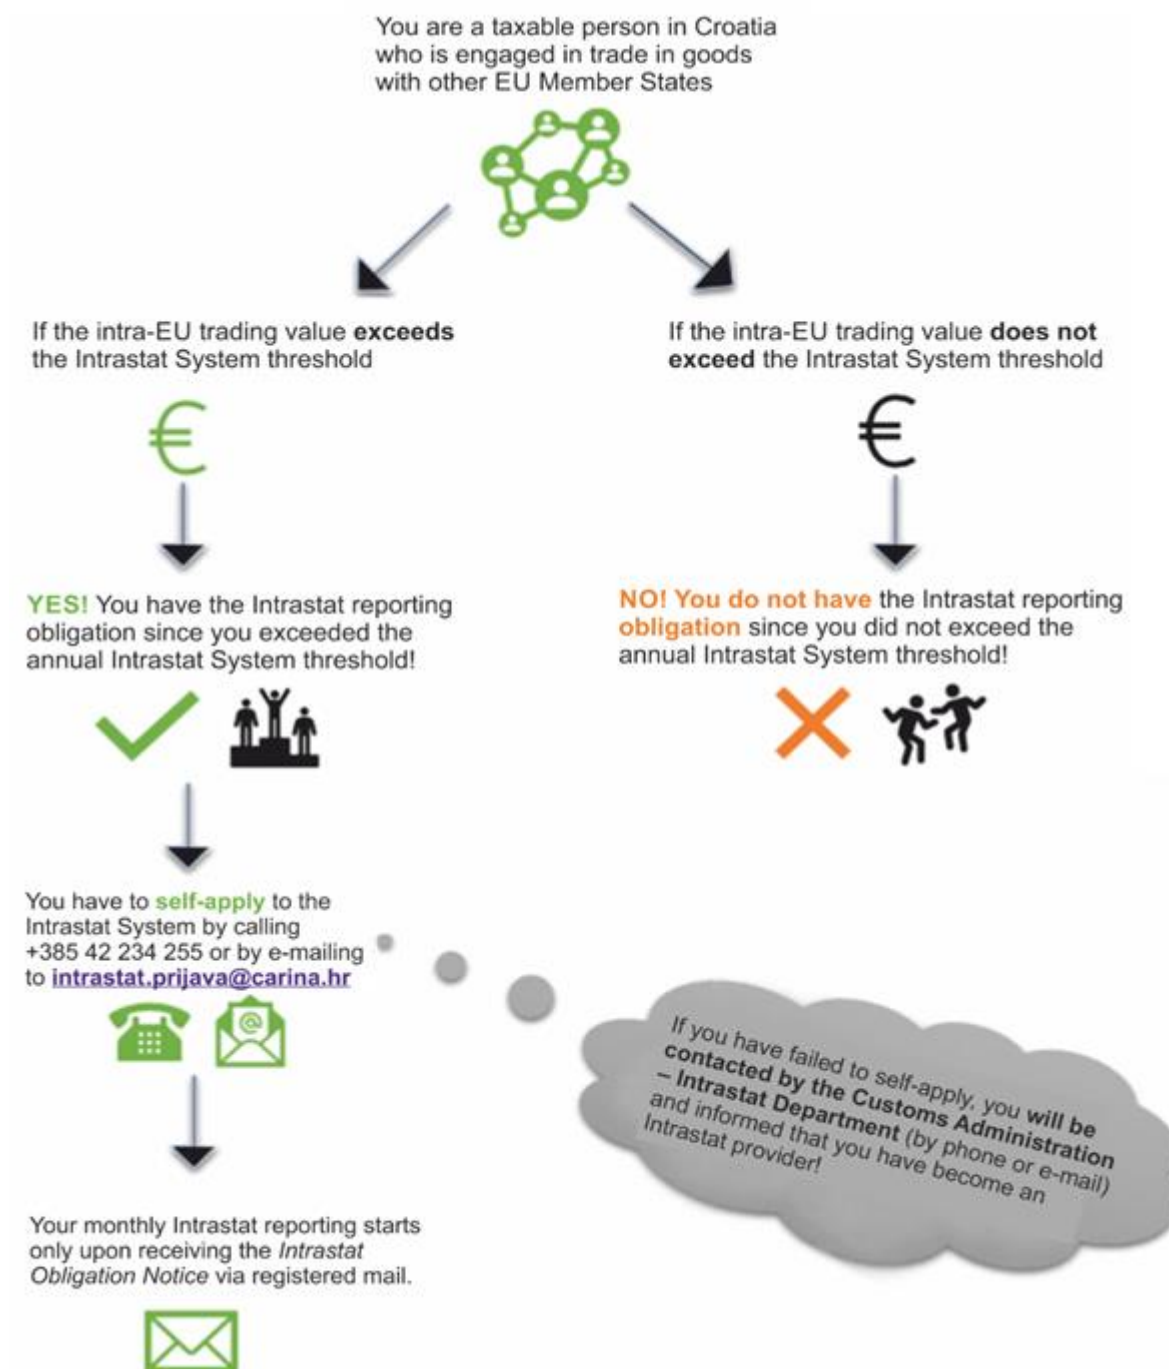 You are a taxable person in Croatia
who is engaged in trade in goods
with other EU Member States
If the intra-EU trading value exceeds
the Intrastat System threshold
If the intra-EU trading value does not
exceed the Intrastat System threshold
€
€
YES! You have the Intrastat reporting
obligation since you exceeded the
annual Intrastat System threshold!
NO! You do not have the Intrastat reporting
obligation since you did not exceed the
annual Intrastat System threshold!
You have to self-apply to the
Intrastat System by calling
+385 42 234 255 or by e-mailing
to intrastat.prijava@carina.hr
@
If you have failed to self-apply, you will be
contacted by the Customs Administration
– Intrastat Department (by phone or e-mail)
and informed that you have become an
Intrastat provider!
Your monthly Intrastat reporting starts
only upon receiving the Intrastat
Obligation Notice via registered mail.